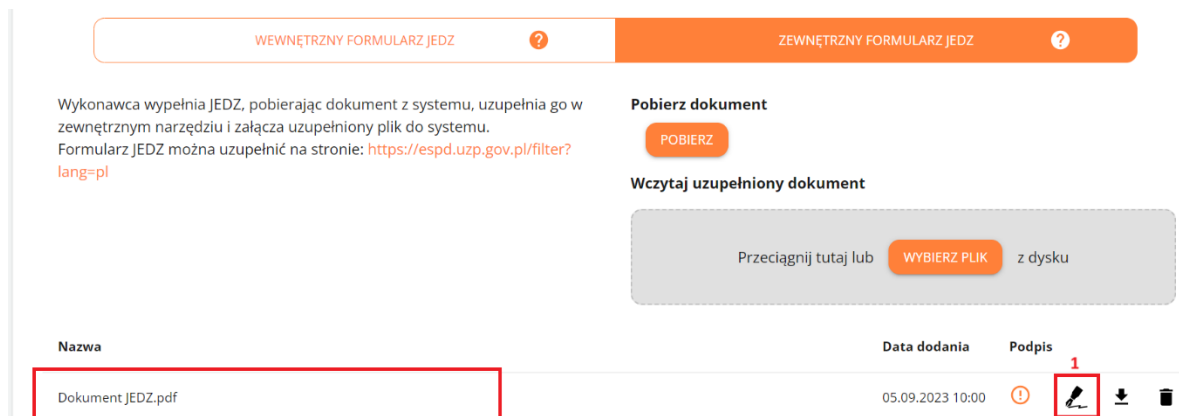 WEWNĘTRZNY FORMULARZ JEDZ ?
ZEWNĘTRZNY FORMULARZ JEDZ ?
Wykonawca wypełnia JEDZ, pobierając dokument z systemu, uzupełnia go w
zewnętrznym narzędziu i załącza uzupełniony plik do systemu.
Formularz JEDZ można uzupełnić na stronie: https://espd.uzp.gov.pl/filter?
lang=pl
Pobierz dokument
POBIERZ
Wczytaj uzupełniony dokument
Przeciągnij tutaj lub WYBIERZ PLIK z dysku
Nazwa Data dodania Podpis
1
Dokument JEDZ.pdf 05.09.2023 10:00